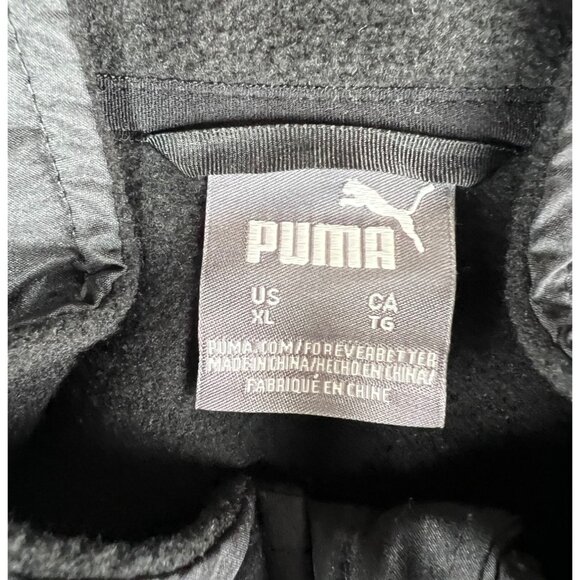 PUMA
US CA
XL TG
PUMA.COM/FOREVERBETTER
MADE IN CHINA/HECHO EN CHINA/
FABRIQUÉ EN CHINE